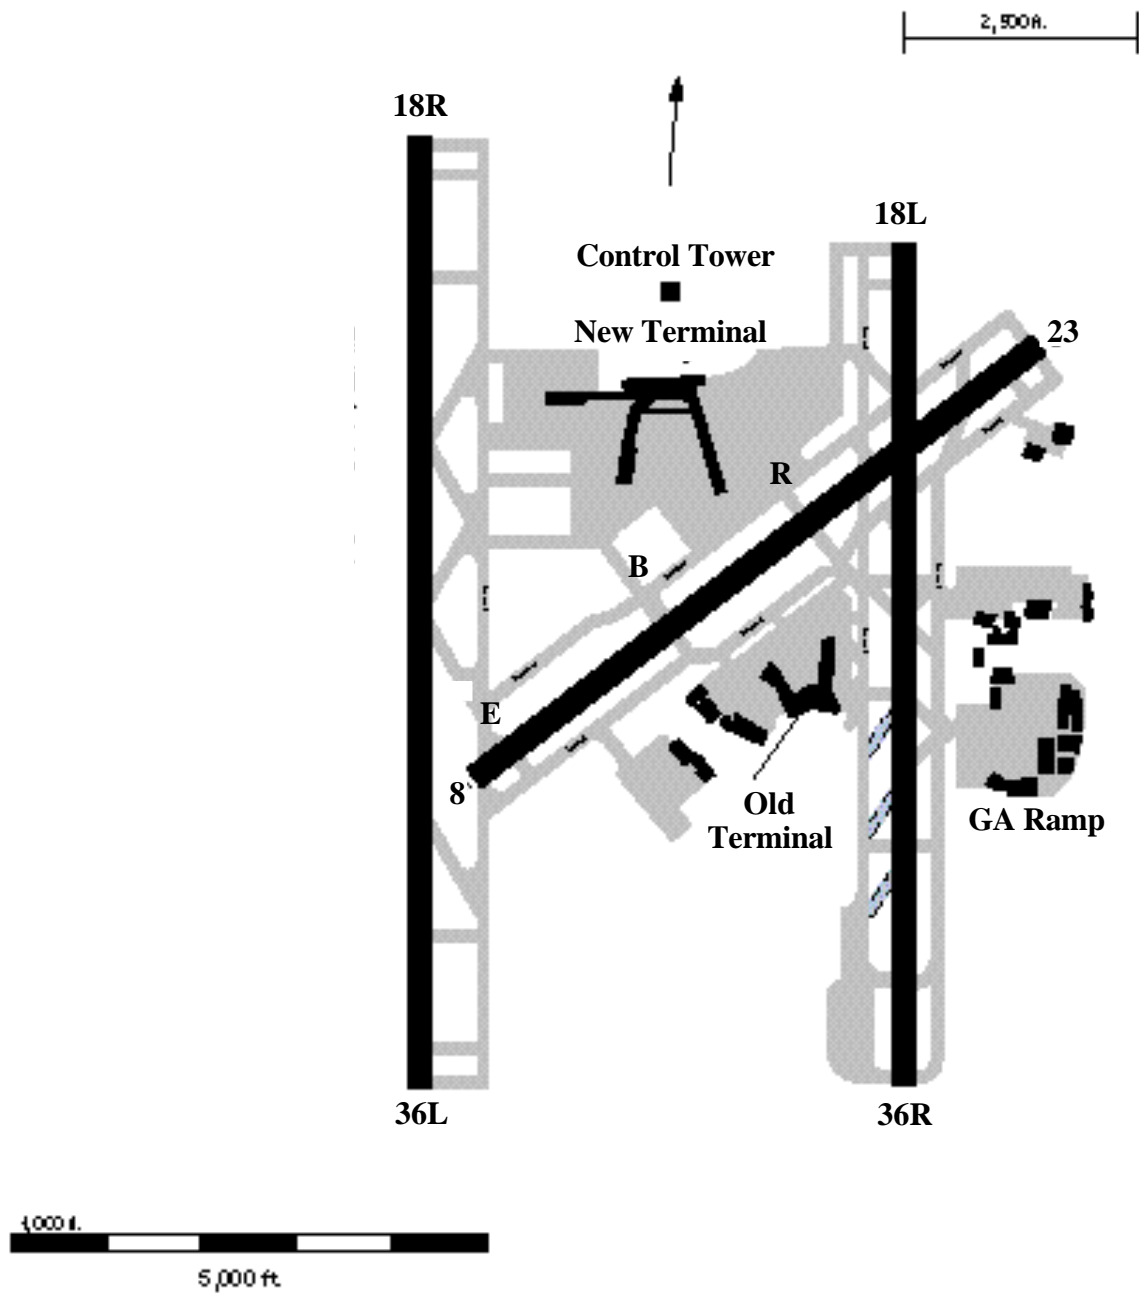 2,500 ft.
18R
18L
Control Tower
New Terminal
23
R
B
E
8
Old
Terminal
GA Ramp
36L
36R
1,000 ft.
5,000 ft.